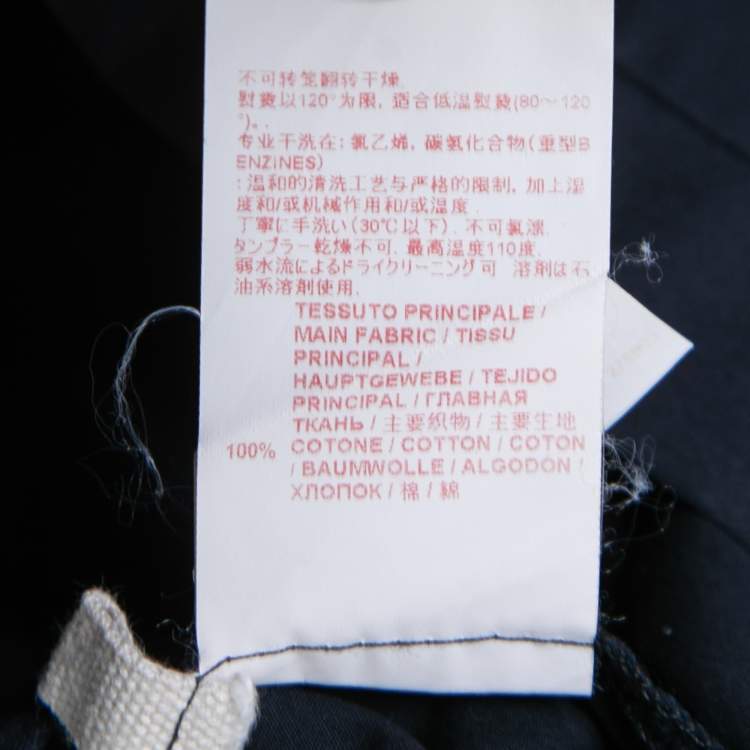 不可转笼翻转干燥.
熨烫以120°为限, 适合低温熨烫(80～120
°)。.
专业干洗在: 氯乙烯, 碳氢化合物(重型B
ENZINES)
: 温和的清洗工艺与严格的限制, 加上湿
度和/或机械作用和/或温度.
丁寧に手洗い(30℃以下). 不可氯漂.
タンブラー乾燥不可. 最高温度110度.
弱水流によるドライクリーニング可 溶剤は石
油系溶剤使用.
TESSUTO PRINCIPALE /
MAIN FABRIC / TISSU
PRINCIPAL /
HAUPTGEWEBE / TEJIDO
PRINCIPAL / ГЛАВНАЯ
ТКАНЬ / 主要织物 / 主要生地
100% COTONE / COTTON / COTON
/ BAUMWOLLE / ALGODON /
ХЛОПОК / 棉 / 綿